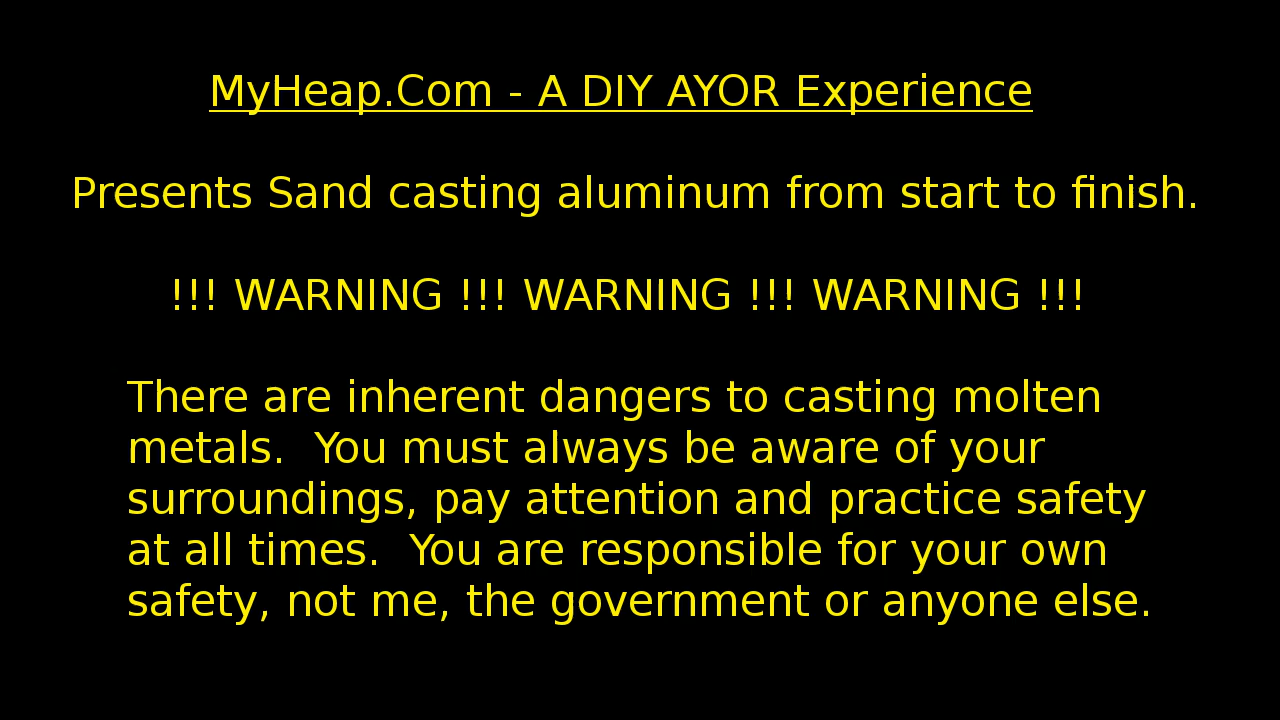 MyHeap.Com - A DIY AYOR Experience
Presents Sand casting aluminum from start to finish.
!!! WARNING !!! WARNING !!! WARNING !!!
There are inherent dangers to casting molten
metals.  You must always be aware of your
surroundings, pay attention and practice safety
at all times.  You are responsible for your own
safety, not me, the government or anyone else.